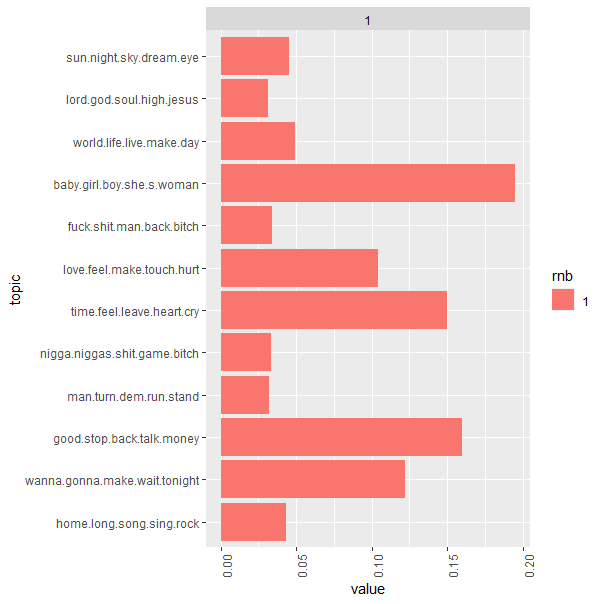 1
sun.night.sky.dream.eye
lord.god.soul.high.jesus
world.life.live.make.day
baby.girl.boy.she.s.woman
fuck.shit.man.back.bitch
love.feel.make.touch.hurt
time.feel.leave.heart.cry
nigga.niggas.shit.game.bitch
man.turn.dem.run.stand
good.stop.back.talk.money
wanna.gonna.make.wait.tonight
home.long.song.sing.rock
topic
0.00 0.05 0.10 0.15 0.20
value
rnb
1